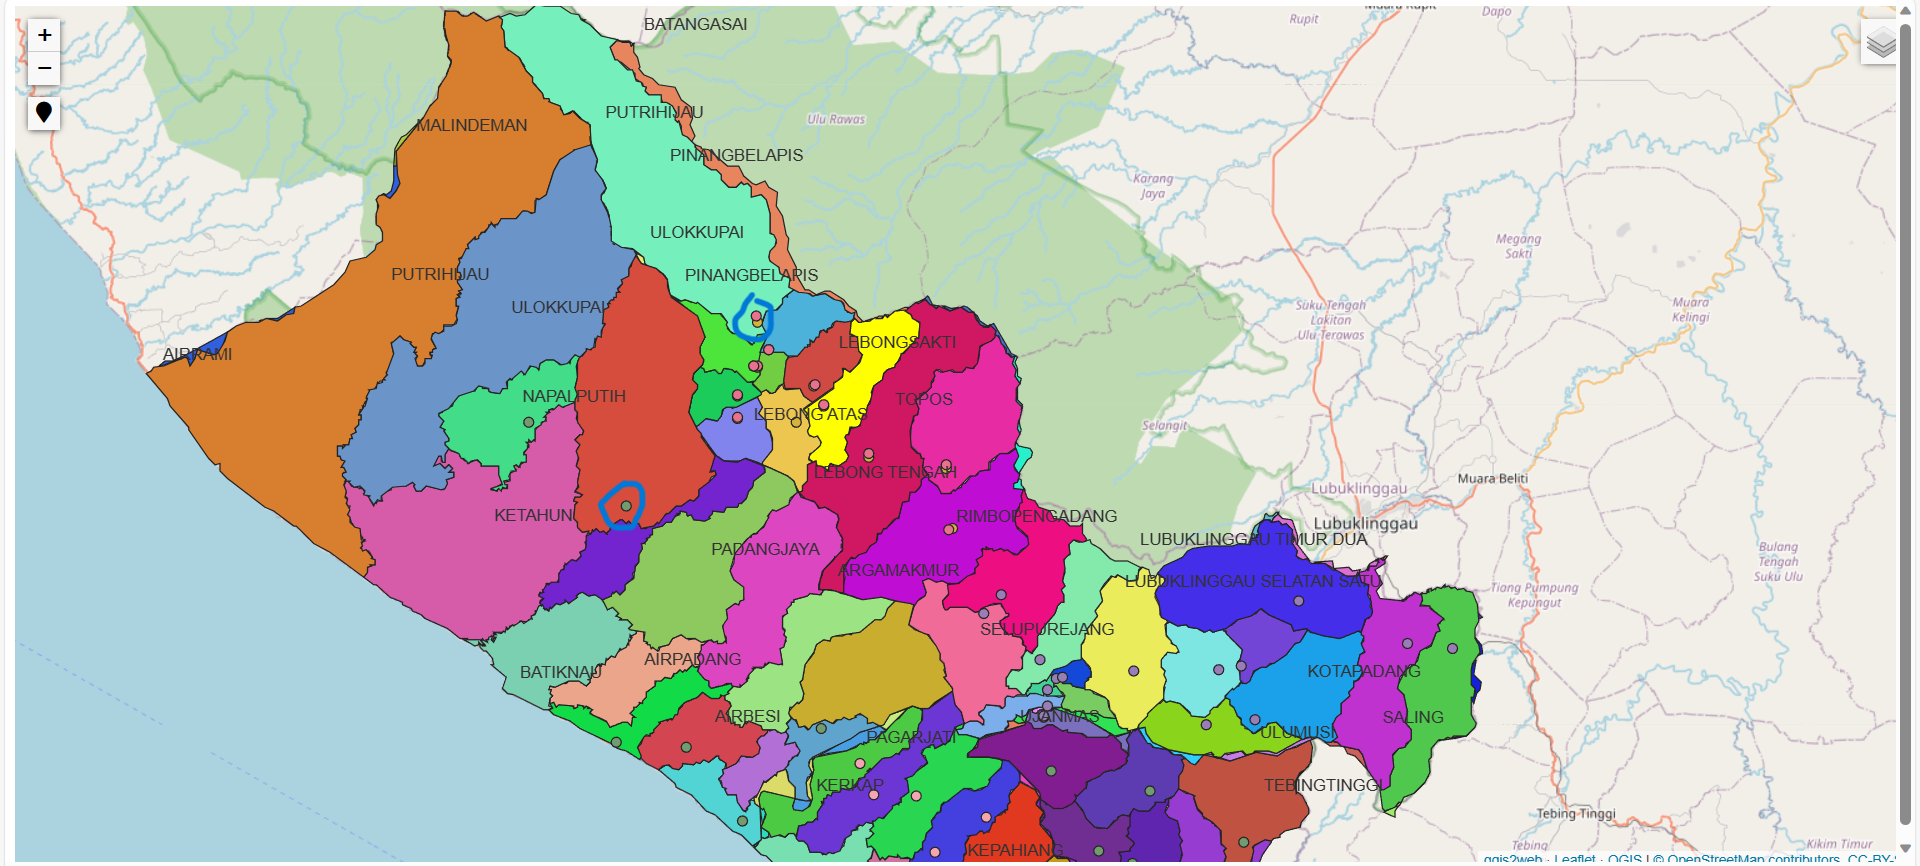 Muara Rupit
Dapo
Rupit
BATANGASAI
+
−
PUTRIHIJAU
Ulu Rawas
MALINDEMAN
PINANGBELAPIS
Karang
Jaya
ULOKKUPAI
Megang
Sakti
PUTRIHIJAU
PINANGBELAPIS
ULOKKUPAI
Suku Tengah
Lakitan
Ulu Terawas
Muara
Kelingi
AIRRAMI
LEBONGSAKTI
NAPALPUTIH
TOPOS
LEBONG ATAS
Selangit
LEBONG TENGAH
Muara Beliti
Lubuklinggau
KETAHUN
RIMBOPENGADANG
Lubuklinggau
LUBUKLINGGAU TIMUR DUA
PADANGJAYA
Bulang
Tengah
Suku Ulu
ARGAMAKMUR
LUBUKLINGGAU SELATAN SATU
Tiang Pumpung
Kepungut
SELUPUREJANG
AIRPADANG
BATIKNAU
KOTAPADANG
AIRBESI
UJANMAS
SALING
PAGARJATI
ULUMUSI
KERKAP
TEBINGTINGGI
Tebing Tinggi
Tebing
Kikim Timur
KEPAHIANG
qgis2web · Leaflet · QGIS | © OpenStreetMap contributors, CC-BY-